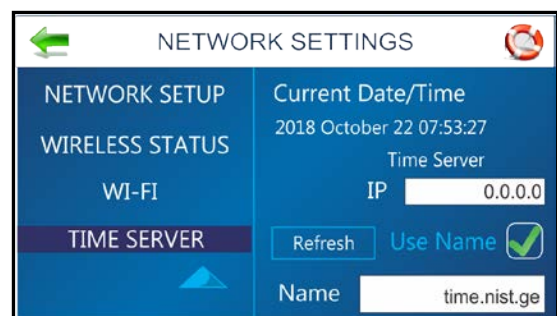 NETWORK SETTINGS
NETWORK SETUP
WIRELESS STATUS
WI-FI
TIME SERVER
Current Date/Time
2018 October 22 07:53:27
Time Server
IP 0.0.0.0
Refresh Use Name
Name time.nist.ge